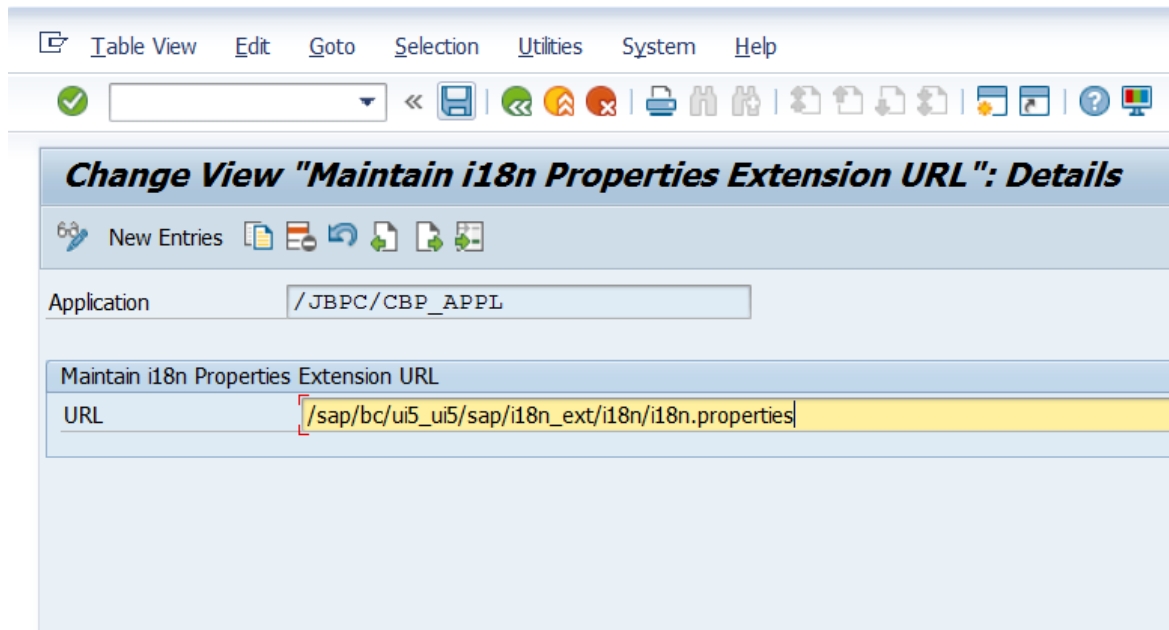 Table View Edit Goto Selection Utilities System Help
Change View "Maintain i18n Properties Extension URL": Details
New Entries
Application /JBPC/CBP_APPL
Maintain i18n Properties Extension URL
URL /sap/bc/ui5_ui5/sap/i18n_ext/i18n/i18n.properties